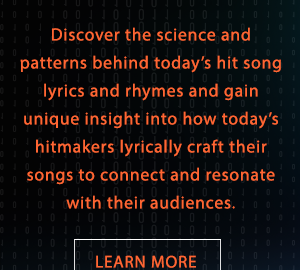 Discover the science and
patterns behind today’s hit song
lyrics and rhymes and gain
unique insight into how today’s
hitmakers lyrically craft their
songs to connect and resonate
with their audiences.
LEARN MORE